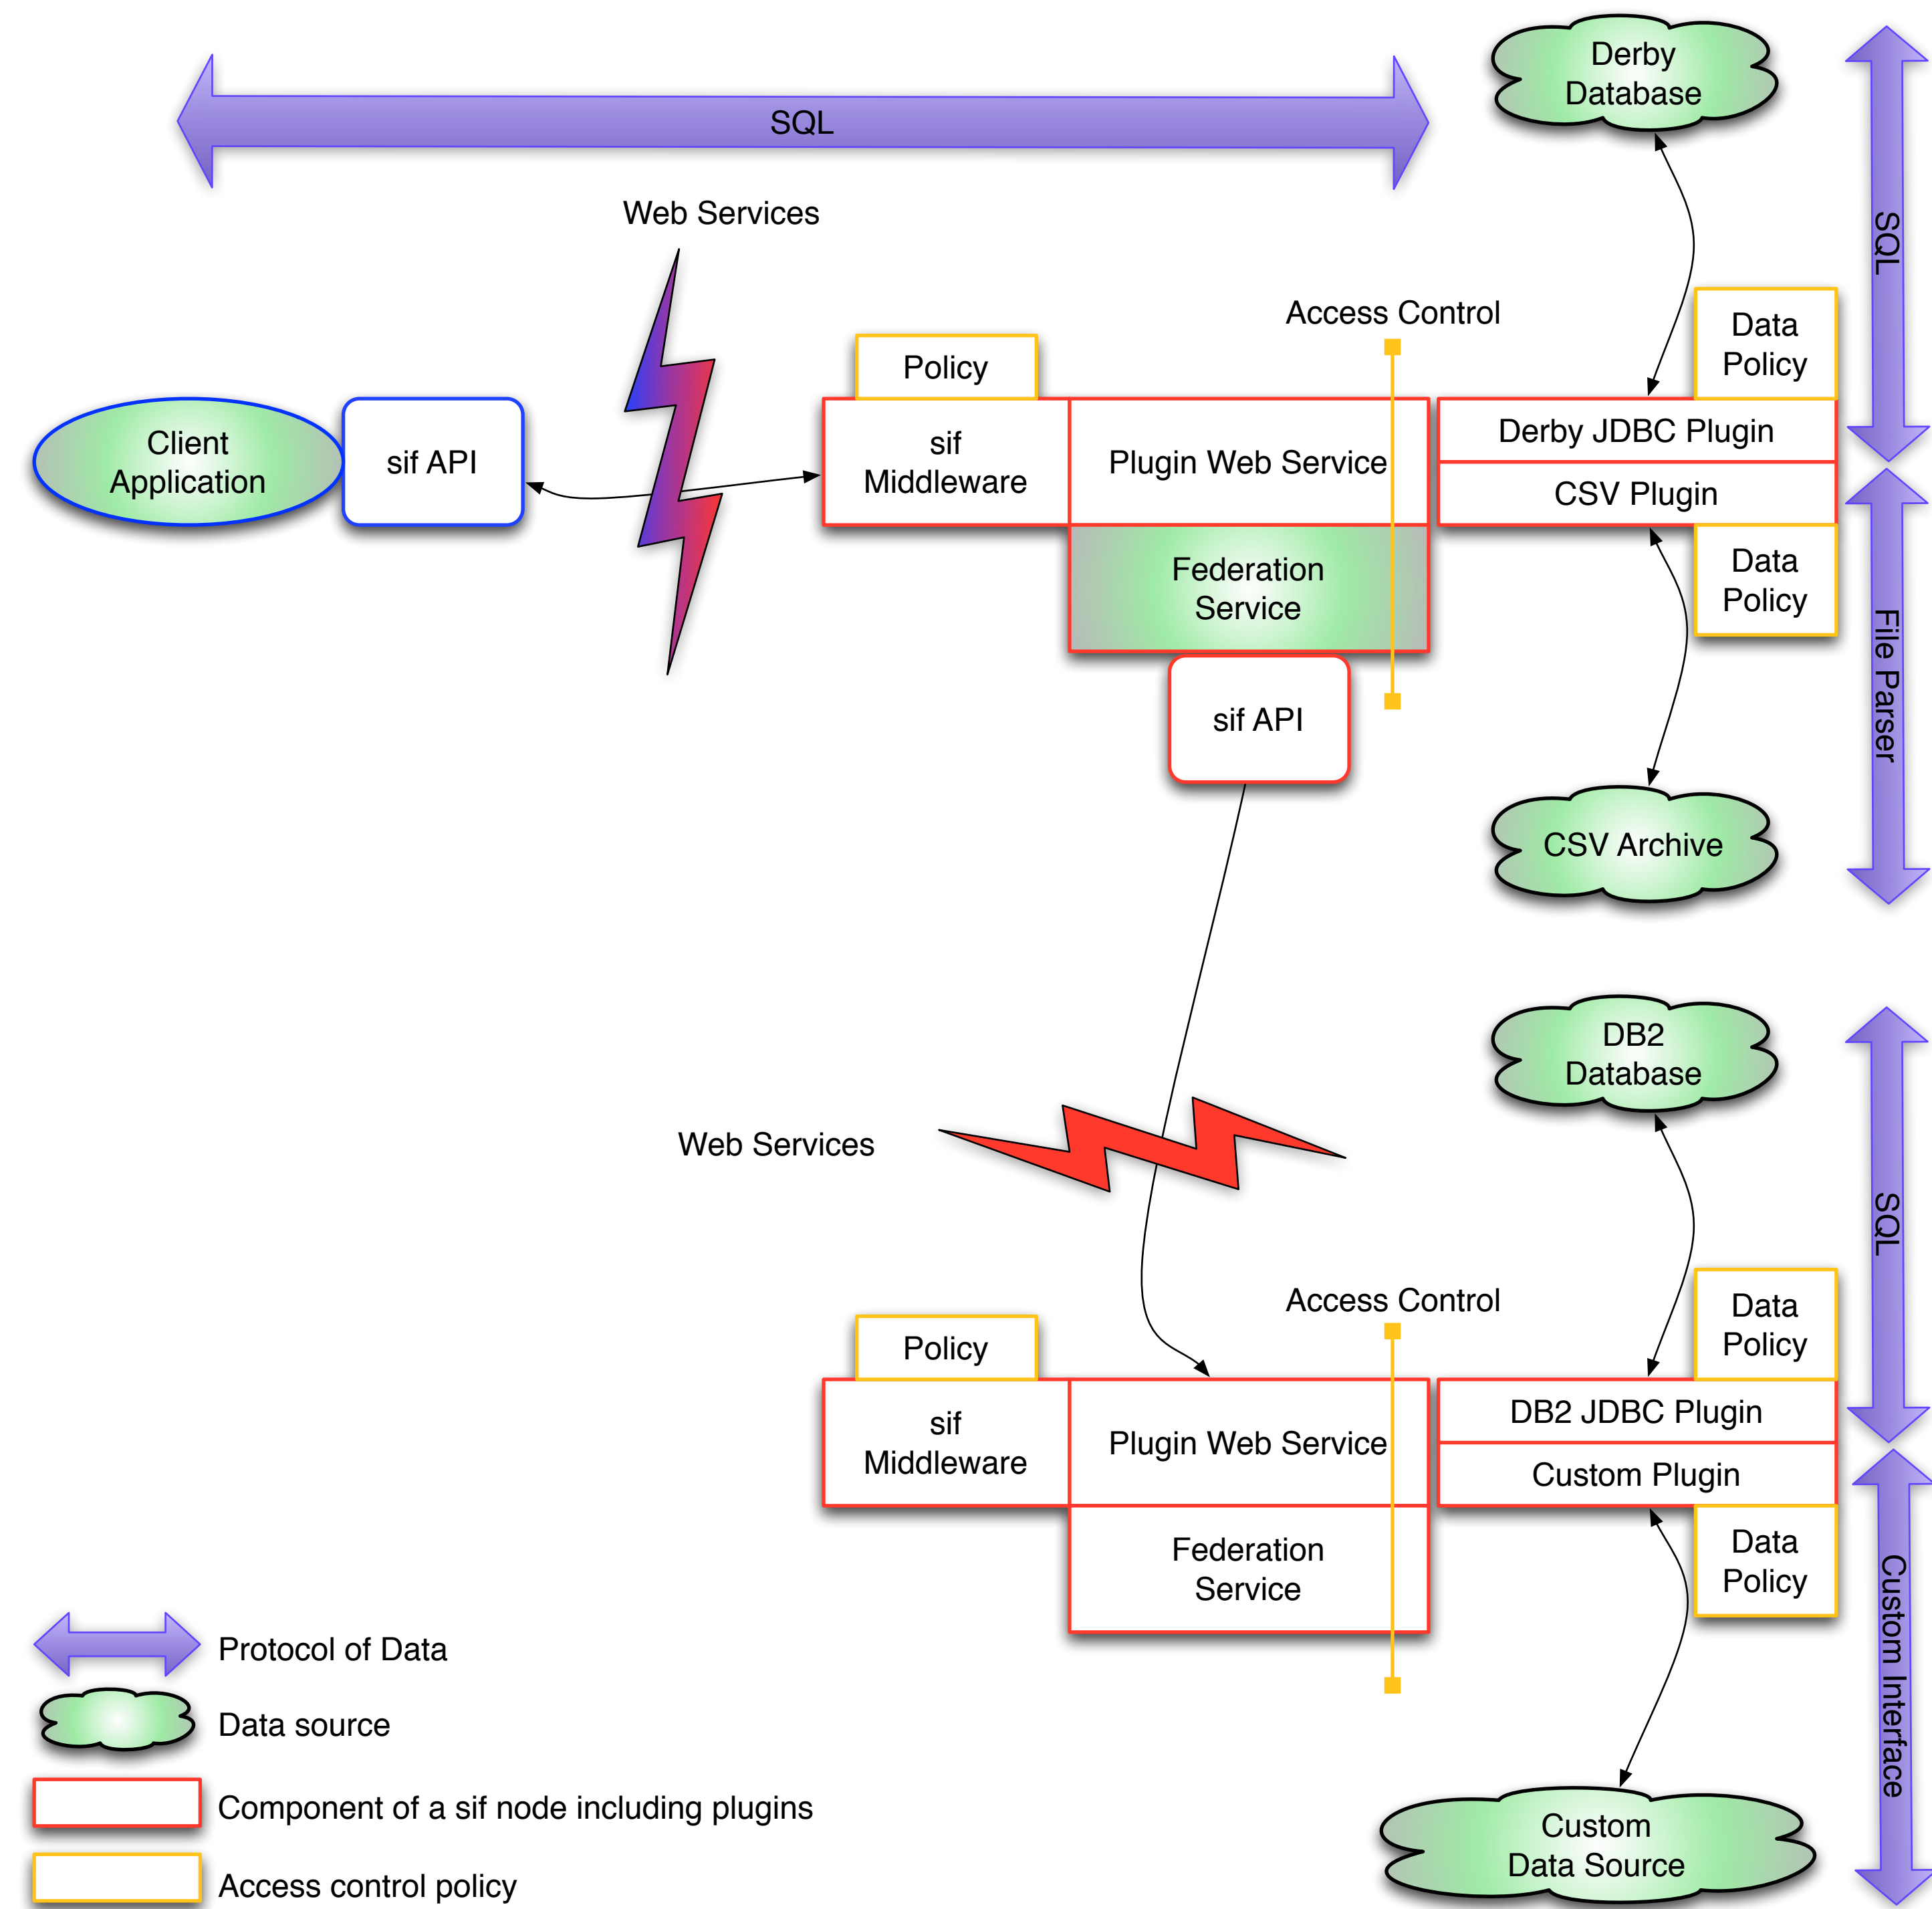 Derby
Database
SQL
SQL
Web Services
Access Control
Data
Policy
Policy
Client
Application
sif API
sif
Middleware
Plugin Web Service
Derby JDBC Plugin
CSV Plugin
Federation
Service
Data
Policy
File Parser
sif API
CSV Archive
DB2
Database
SQL
Web Services
Access Control
Data
Policy
Policy
sif
Middleware
Plugin Web Service
DB2 JDBC Plugin
Custom Plugin
Federation
Service
Data
Policy
Custom Interface
Protocol of Data
Data source
Component of a sif node including plugins
Custom
Data Source
Access control policy